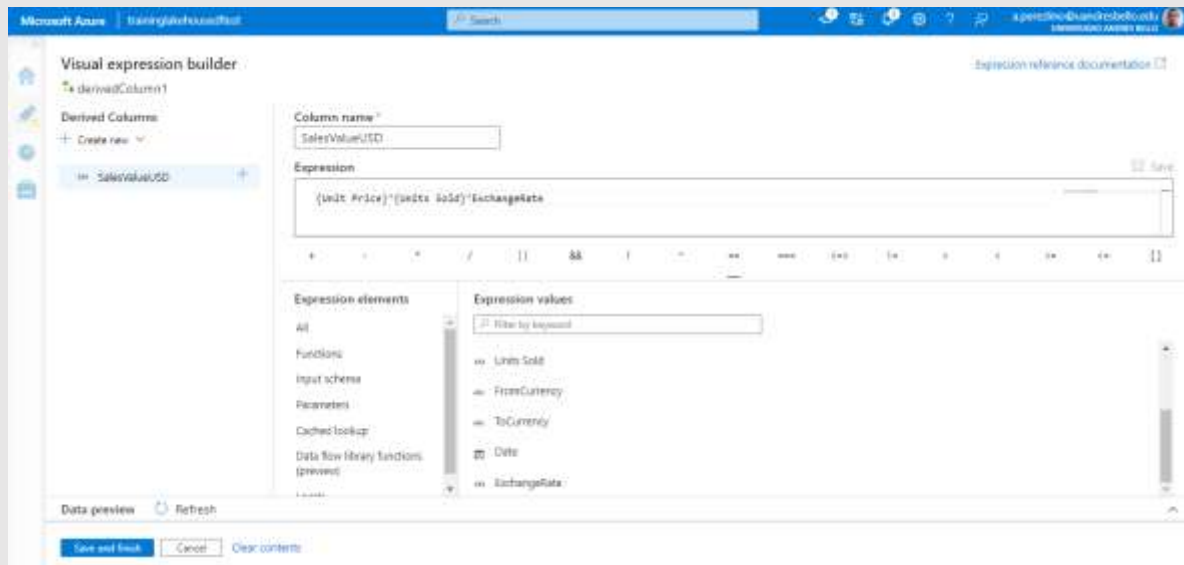 Microsoft Azure
Search
Visual expression builder
derivedColumn1
Expression reference documentation
Derived Columns
Create new
SalesValueUSD
Column name *
SalesValueUSD
Expression
Save
{Unit Price}*{Units Sold}*ExchangeRate
+ - * / || && ! ^ == === <=> != > < >= <= []
Expression elements
All
Functions
Input schema
Parameters
Cached lookup
Data flow library functions
(preview)
Expression values
Filter by keyword
Units Sold
FromCurrency
ToCurrency
Date
ExchangeRate
Data preview
Refresh
Save and finish
Cancel
Clear contents